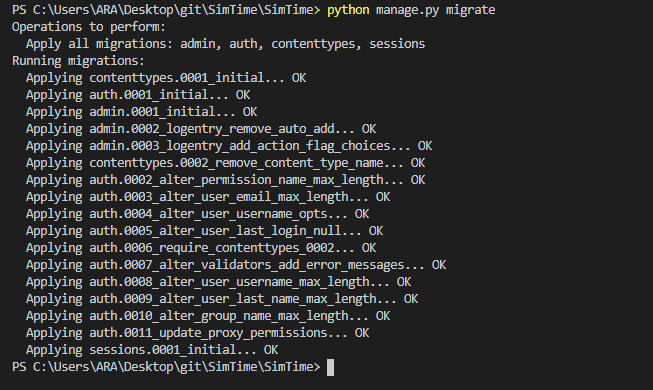 PS C:\Users\ARA\Desktop\git\SimTime\SimTime> python manage.py migrate
Operations to perform:
  Apply all migrations: admin, auth, contenttypes, sessions
Running migrations:
  Applying contenttypes.0001_initial... OK
  Applying auth.0001_initial... OK
  Applying admin.0001_initial... OK
  Applying admin.0002_logentry_remove_auto_add... OK
  Applying admin.0003_logentry_add_action_flag_choices... OK
  Applying contenttypes.0002_remove_content_type_name... OK
  Applying auth.0002_alter_permission_name_max_length... OK
  Applying auth.0003_alter_user_email_max_length... OK
  Applying auth.0004_alter_user_username_opts... OK
  Applying auth.0005_alter_user_last_login_null... OK
  Applying auth.0006_require_contenttypes_0002... OK
  Applying auth.0007_alter_validators_add_error_messages... OK
  Applying auth.0008_alter_user_username_max_length... OK
  Applying auth.0009_alter_user_last_name_max_length... OK
  Applying auth.0010_alter_group_name_max_length... OK
  Applying auth.0011_update_proxy_permissions... OK
  Applying sessions.0001_initial... OK
PS C:\Users\ARA\Desktop\git\SimTime\SimTime>